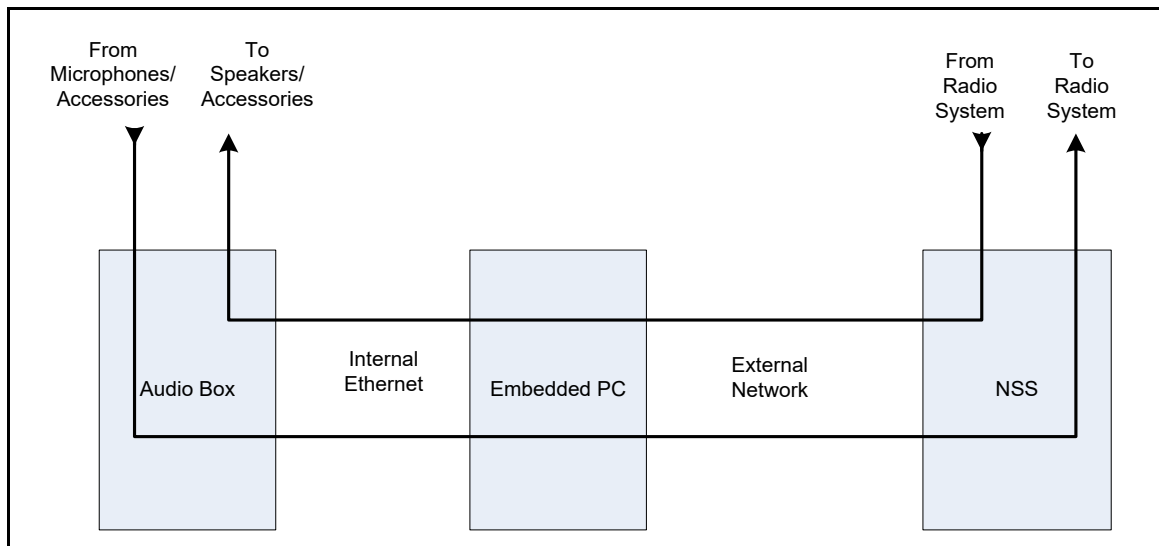 From
Microphones/
Accessories
To
Speakers/
Accessories
From
Radio
System
To
Radio
System
Internal
Ethernet
External
Network
Audio Box
Embedded PC
NSS